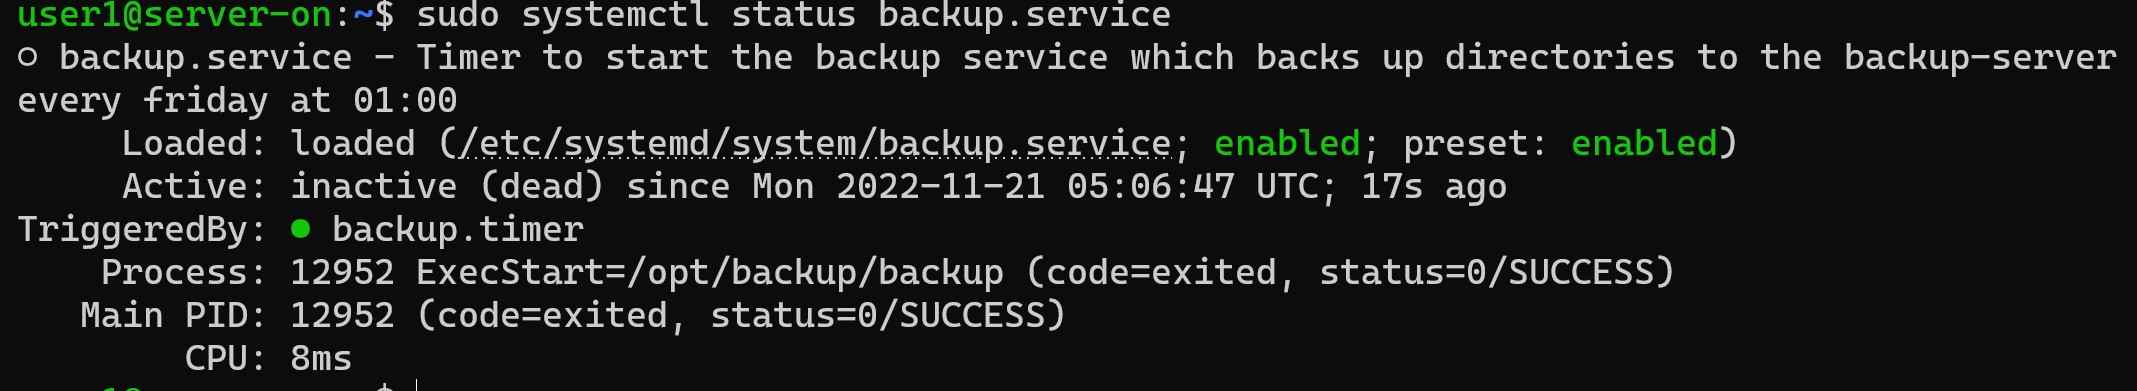 user1@server-on:~$ sudo systemctl status backup.service
○ backup.service - Timer to start the backup service which backs up directories to the backup-server
every friday at 01:00
Loaded: loaded (/etc/systemd/system/backup.service; enabled; preset: enabled)
Active: inactive (dead) since Mon 2022-11-21 05:06:47 UTC; 17s ago
TriggeredBy: ● backup.timer
Process: 12952 ExecStart=/opt/backup/backup (code=exited, status=0/SUCCESS)
Main PID: 12952 (code=exited, status=0/SUCCESS)
CPU: 8ms